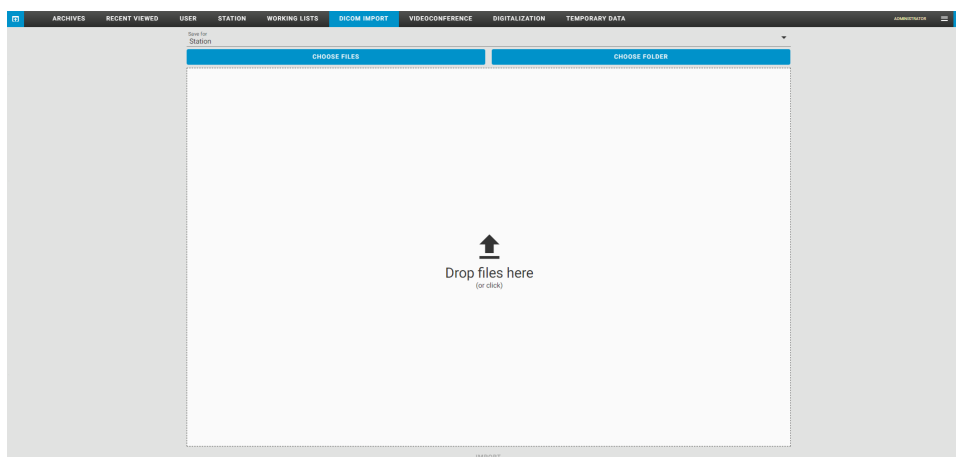 ARCHIVES RECENT VIEWED USER STATION WORKING LISTS DICOM IMPORT VIDEOCONFERENCE DIGITALIZATION TEMPORARY DATA ADMINISTRATOR
Save for
Station
CHOOSE FILES CHOOSE FOLDER
Drop files here
(or click)
IMPORT